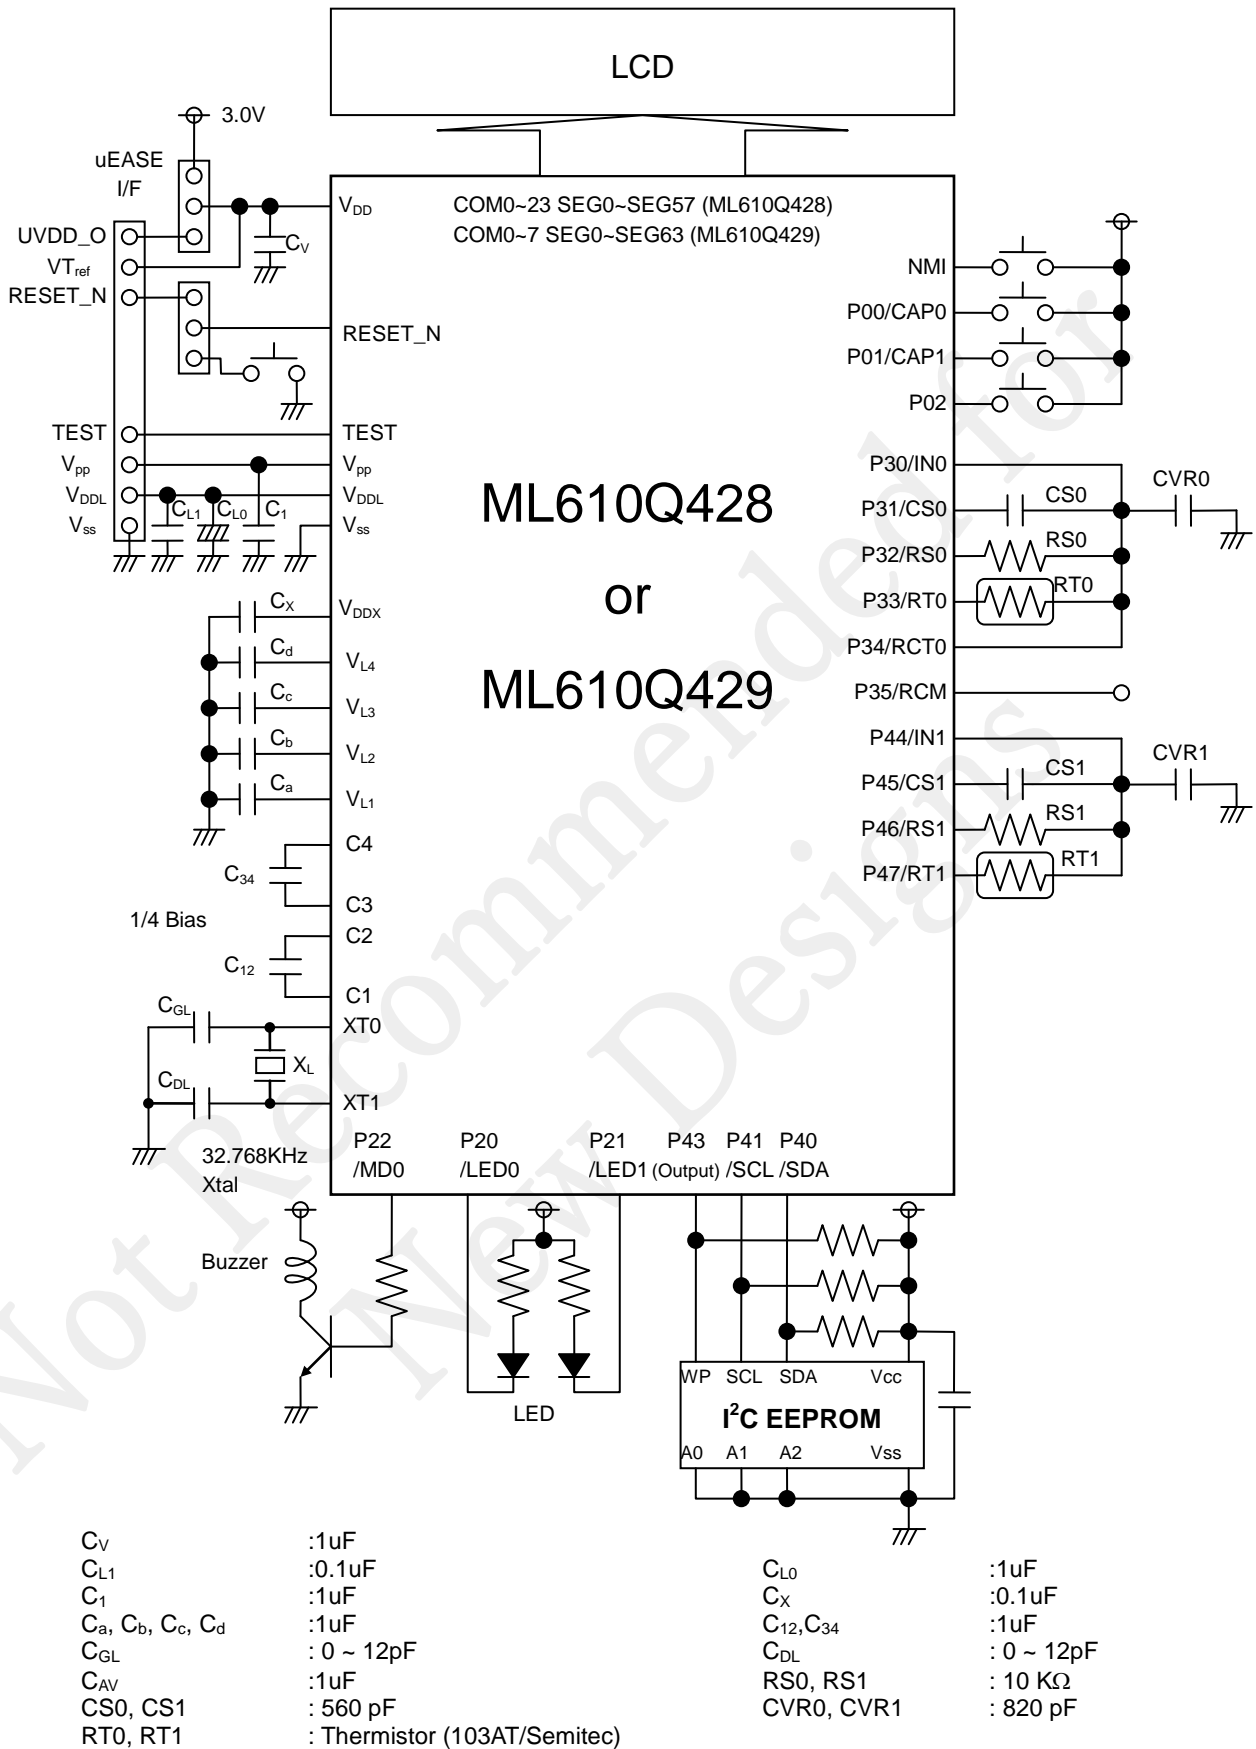 LCD
3.0V
uEASE
I/F
UVDD_O
VTref
RESET_N
TEST
Vpp
VDDL
Vss
CV
CL1
CL0
C1
VDD
COM0~23 SEG0~SEG57 (ML610Q428)
COM0~7 SEG0~SEG63 (ML610Q429)
RESET_N
TEST
Vpp
VDDL
Vss
ML610Q428
or
ML610Q429
NMI
P00/CAP0
P01/CAP1
P02
P30/IN0
P31/CS0
CS0
CVR0
P32/RS0
RS0
P33/RT0
RT0
P34/RCT0
P35/RCM
P44/IN1
P45/CS1
CS1
CVR1
P46/RS1
RS1
P47/RT1
RT1
CX
VDDX
Cd
VL4
Cc
VL3
Cb
VL2
Ca
VL1
C4
C34
C3
1/4 Bias
C2
C12
C1
CGL
XT0
XL
CDL
XT1
32.768KHz
Xtal
P22
/MD0
P20
/LED0
P21
/LED1
P43
(Output)
P41
/SCL
P40
/SDA
Buzzer
LED
WP SCL SDA Vcc
I²C EEPROM
A0 A1 A2 Vss
CV :1uF
CL1 :0.1uF
C1 :1uF
Ca, Cb, Cc, Cd :1uF
CGL : 0 ~ 12pF
CAV :1uF
CS0, CS1 : 560 pF
RT0, RT1 : Thermistor (103AT/Semitec)
CL0 :1uF
CX :0.1uF
C12,C34 :1uF
CDL : 0 ~ 12pF
RS0, RS1 : 10 KΩ
CVR0, CVR1 : 820 pF
Not Recommended for
New Designs